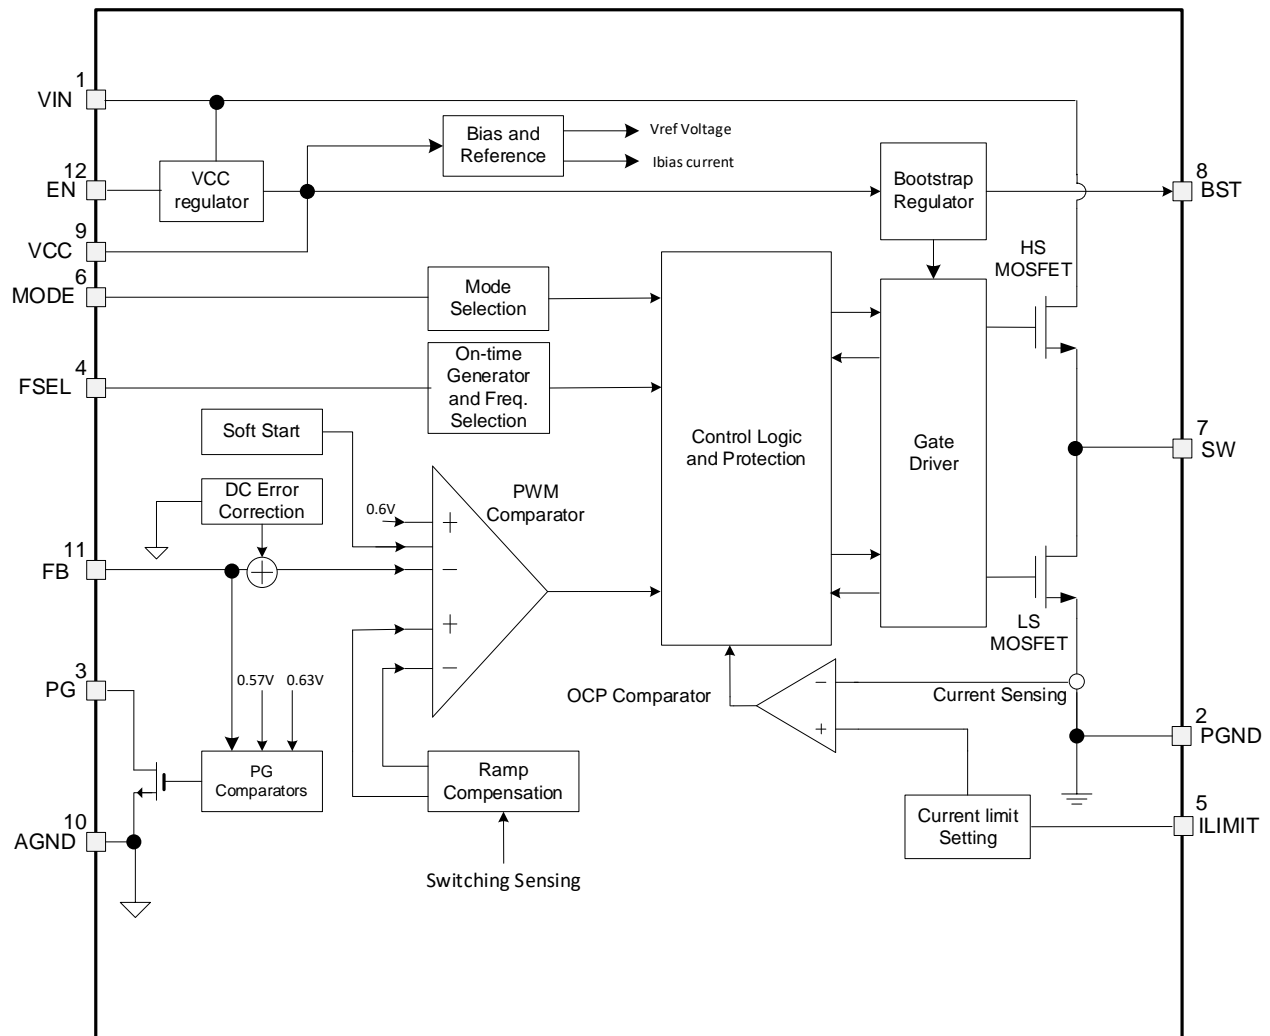 1
VIN
12
EN
9
VCC
6
MODE
4
FSEL
11
FB
3
PG
10
AGND
VCC
regulator
Bias and
Reference
Vref Voltage
Ibias current
Bootstrap
Regulator
8
BST
HS
MOSFET
Mode
Selection
On-time
Generator
and Freq.
Selection
Soft Start
DC Error
Correction
0.6V
+
−
+
−
PWM
Comparator
Control Logic
and Protection
Gate
Driver
7
SW
LS
MOSFET
OCP Comparator
−
+
Current Sensing
2
PGND
0.57V
0.63V
PG
Comparators
Ramp
Compensation
Switching Sensing
Current limit
Setting
5
ILIMIT